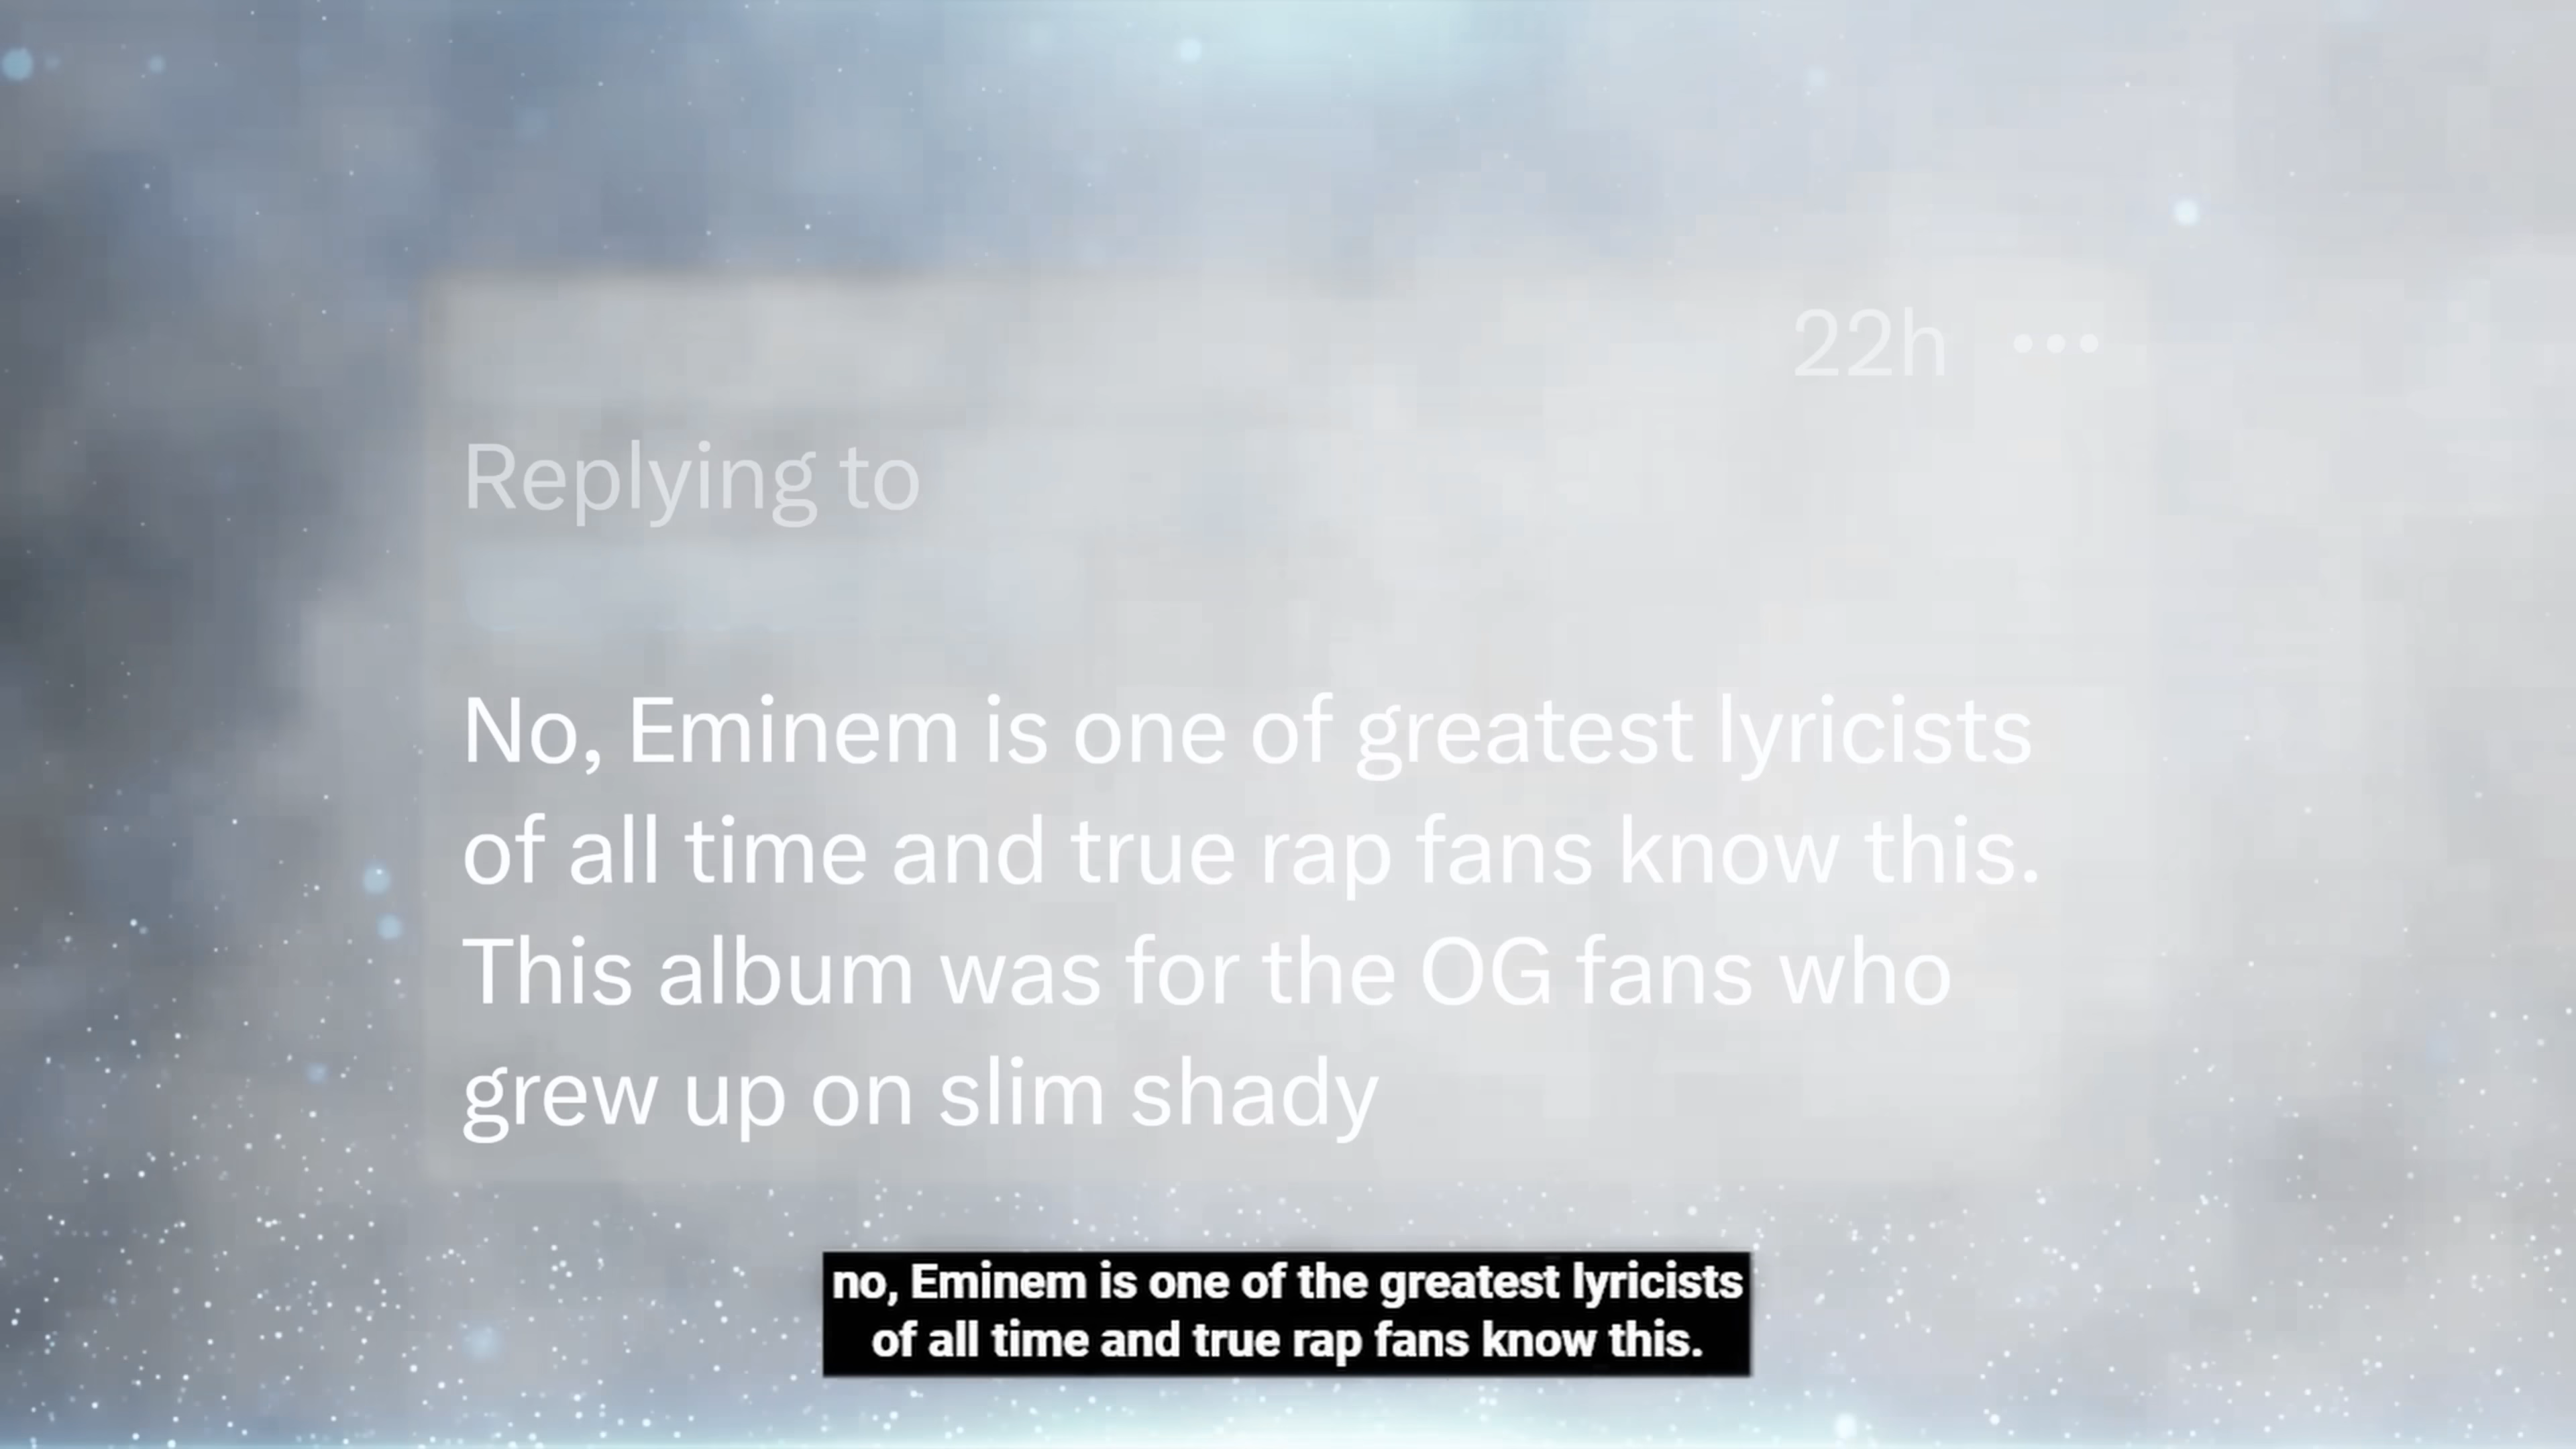 22h
Replying to
No, Eminem is one of greatest lyricists
of all time and true rap fans know this.
This album was for the OG fans who
grew up on slim shady
no, Eminem is one of the greatest lyricists
of all time and true rap fans know this.